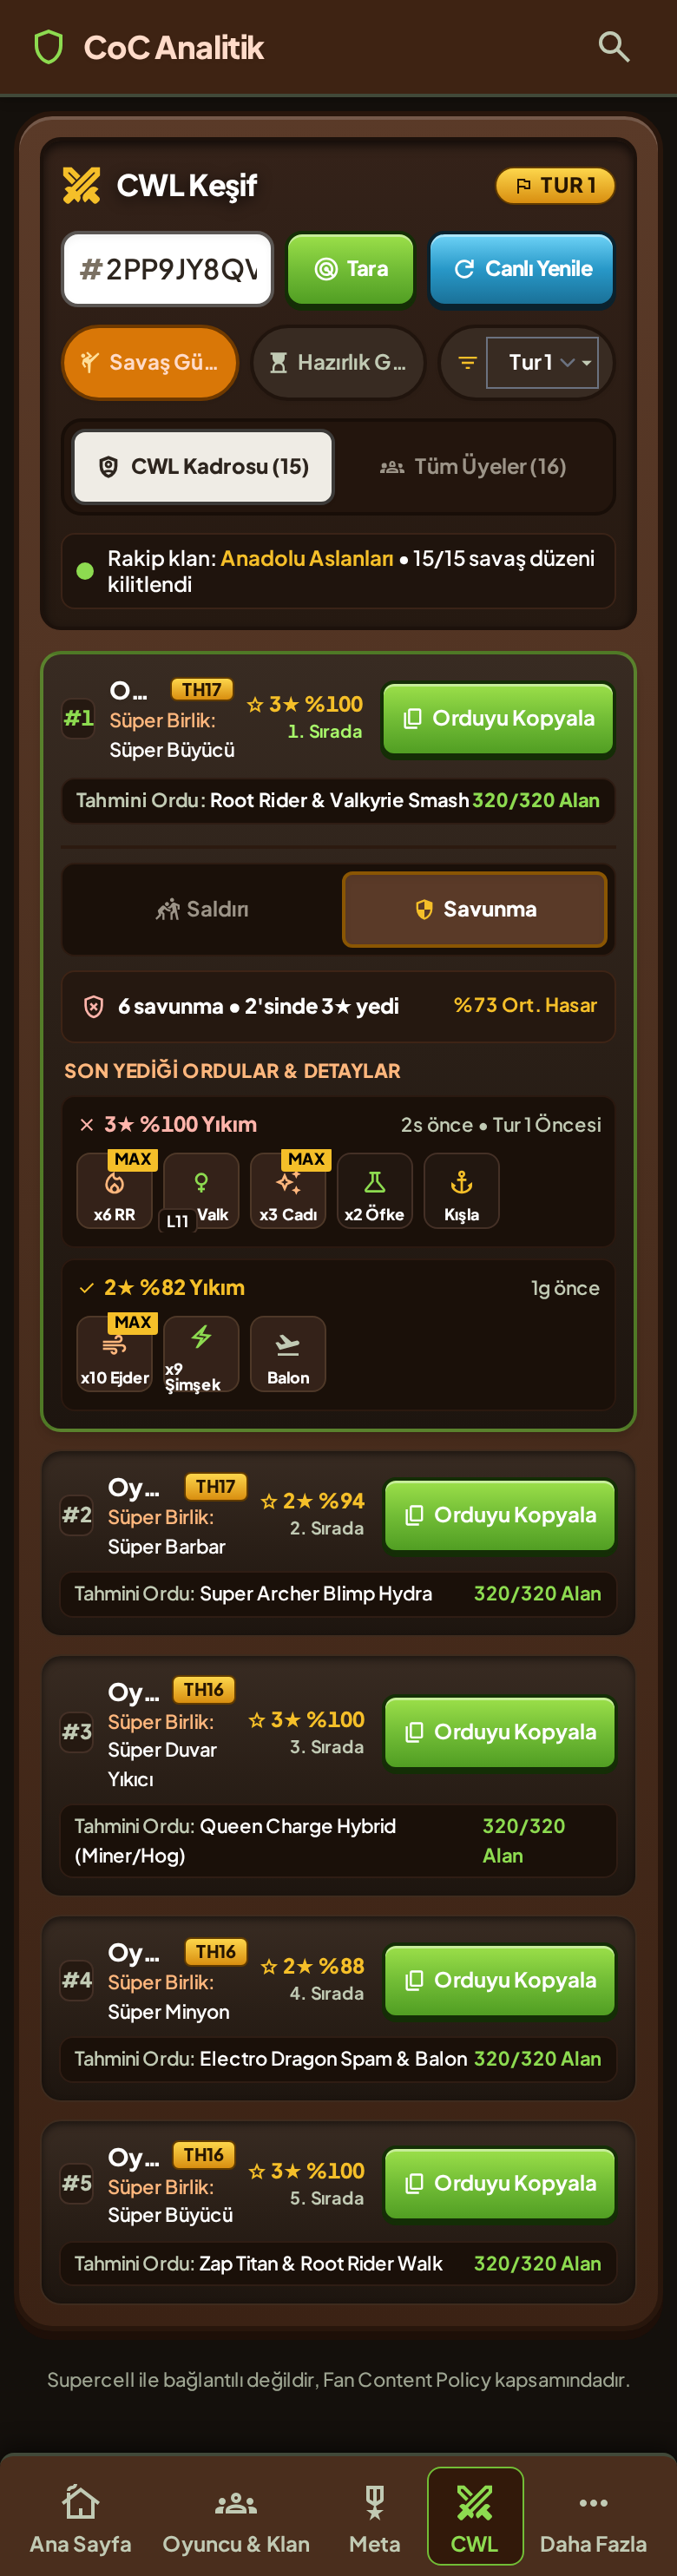 CoC Analitik
CWL Keşif
TUR 1
#2PP9JY8QV
Tara
Canlı Yenile
Savaş Gü...
Hazırlık G...
Tur 1
CWL Kadrosu (15)
Tüm Üyeler (16)
Rakip klan: Anadolu Aslanları • 15/15 savaş düzeni
kilitlendi
#1
O...
TH17
Süper Birlik:
Süper Büyücü
☆ 3★ %100
1. Sırada
Orduyu Kopyala
Tahmini Ordu: Root Rider & Valkyrie Smash 320/320 Alan
Saldırı
Savunma
6 savunma • 2'sinde 3★ yedi
%73 Ort. Hasar
SON YEDİĞİ ORDULAR & DETAYLAR
3★ %100 Yıkım
2s önce • Tur 1 Öncesi
MAX
x6 RR
L11
Valk
MAX
x3 Cadı
x2 Öfke
Kışla
2★ %82 Yıkım
1g önce
MAX
x10 Ejder
x9
Şimşek
Balon
#2
Oy...
TH17
Süper Birlik:
Süper Barbar
☆ 2★ %94
2. Sırada
Orduyu Kopyala
Tahmini Ordu: Super Archer Blimp Hydra 320/320 Alan
#3
Oy...
TH16
Süper Birlik:
Süper Duvar
Yıkıcı
☆ 3★ %100
3. Sırada
Orduyu Kopyala
Tahmini Ordu: Queen Charge Hybrid
(Miner/Hog)
320/320
Alan
#4
Oy...
TH16
Süper Birlik:
Süper Minyon
☆ 2★ %88
4. Sırada
Orduyu Kopyala
Tahmini Ordu: Electro Dragon Spam & Balon 320/320 Alan
#5
Oy...
TH16
Süper Birlik:
Süper Büyücü
☆ 3★ %100
5. Sırada
Orduyu Kopyala
Tahmini Ordu: Zap Titan & Root Rider Walk 320/320 Alan
Supercell ile bağlantılı değildir, Fan Content Policy kapsamındadır.
Ana Sayfa
Oyuncu & Klan
Meta
CWL
Daha Fazla